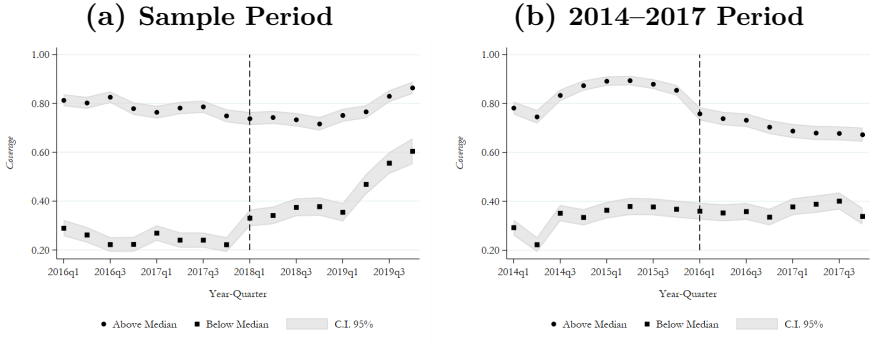 (a) Sample Period
(b) 2014–2017 Period
1.00
0.80
0.60
0.40
0.20
Coverage
2016q1 2016q3 2017q1 2017q3 2018q1 2018q3 2019q1 2019q3
Year-Quarter
Above Median Below Median C.I. 95%
1.00
0.80
0.60
0.40
0.20
Coverage
2014q1 2014q3 2015q1 2015q3 2016q1 2016q3 2017q1 2017q3
Year-Quarter
Above Median Below Median C.I. 95%